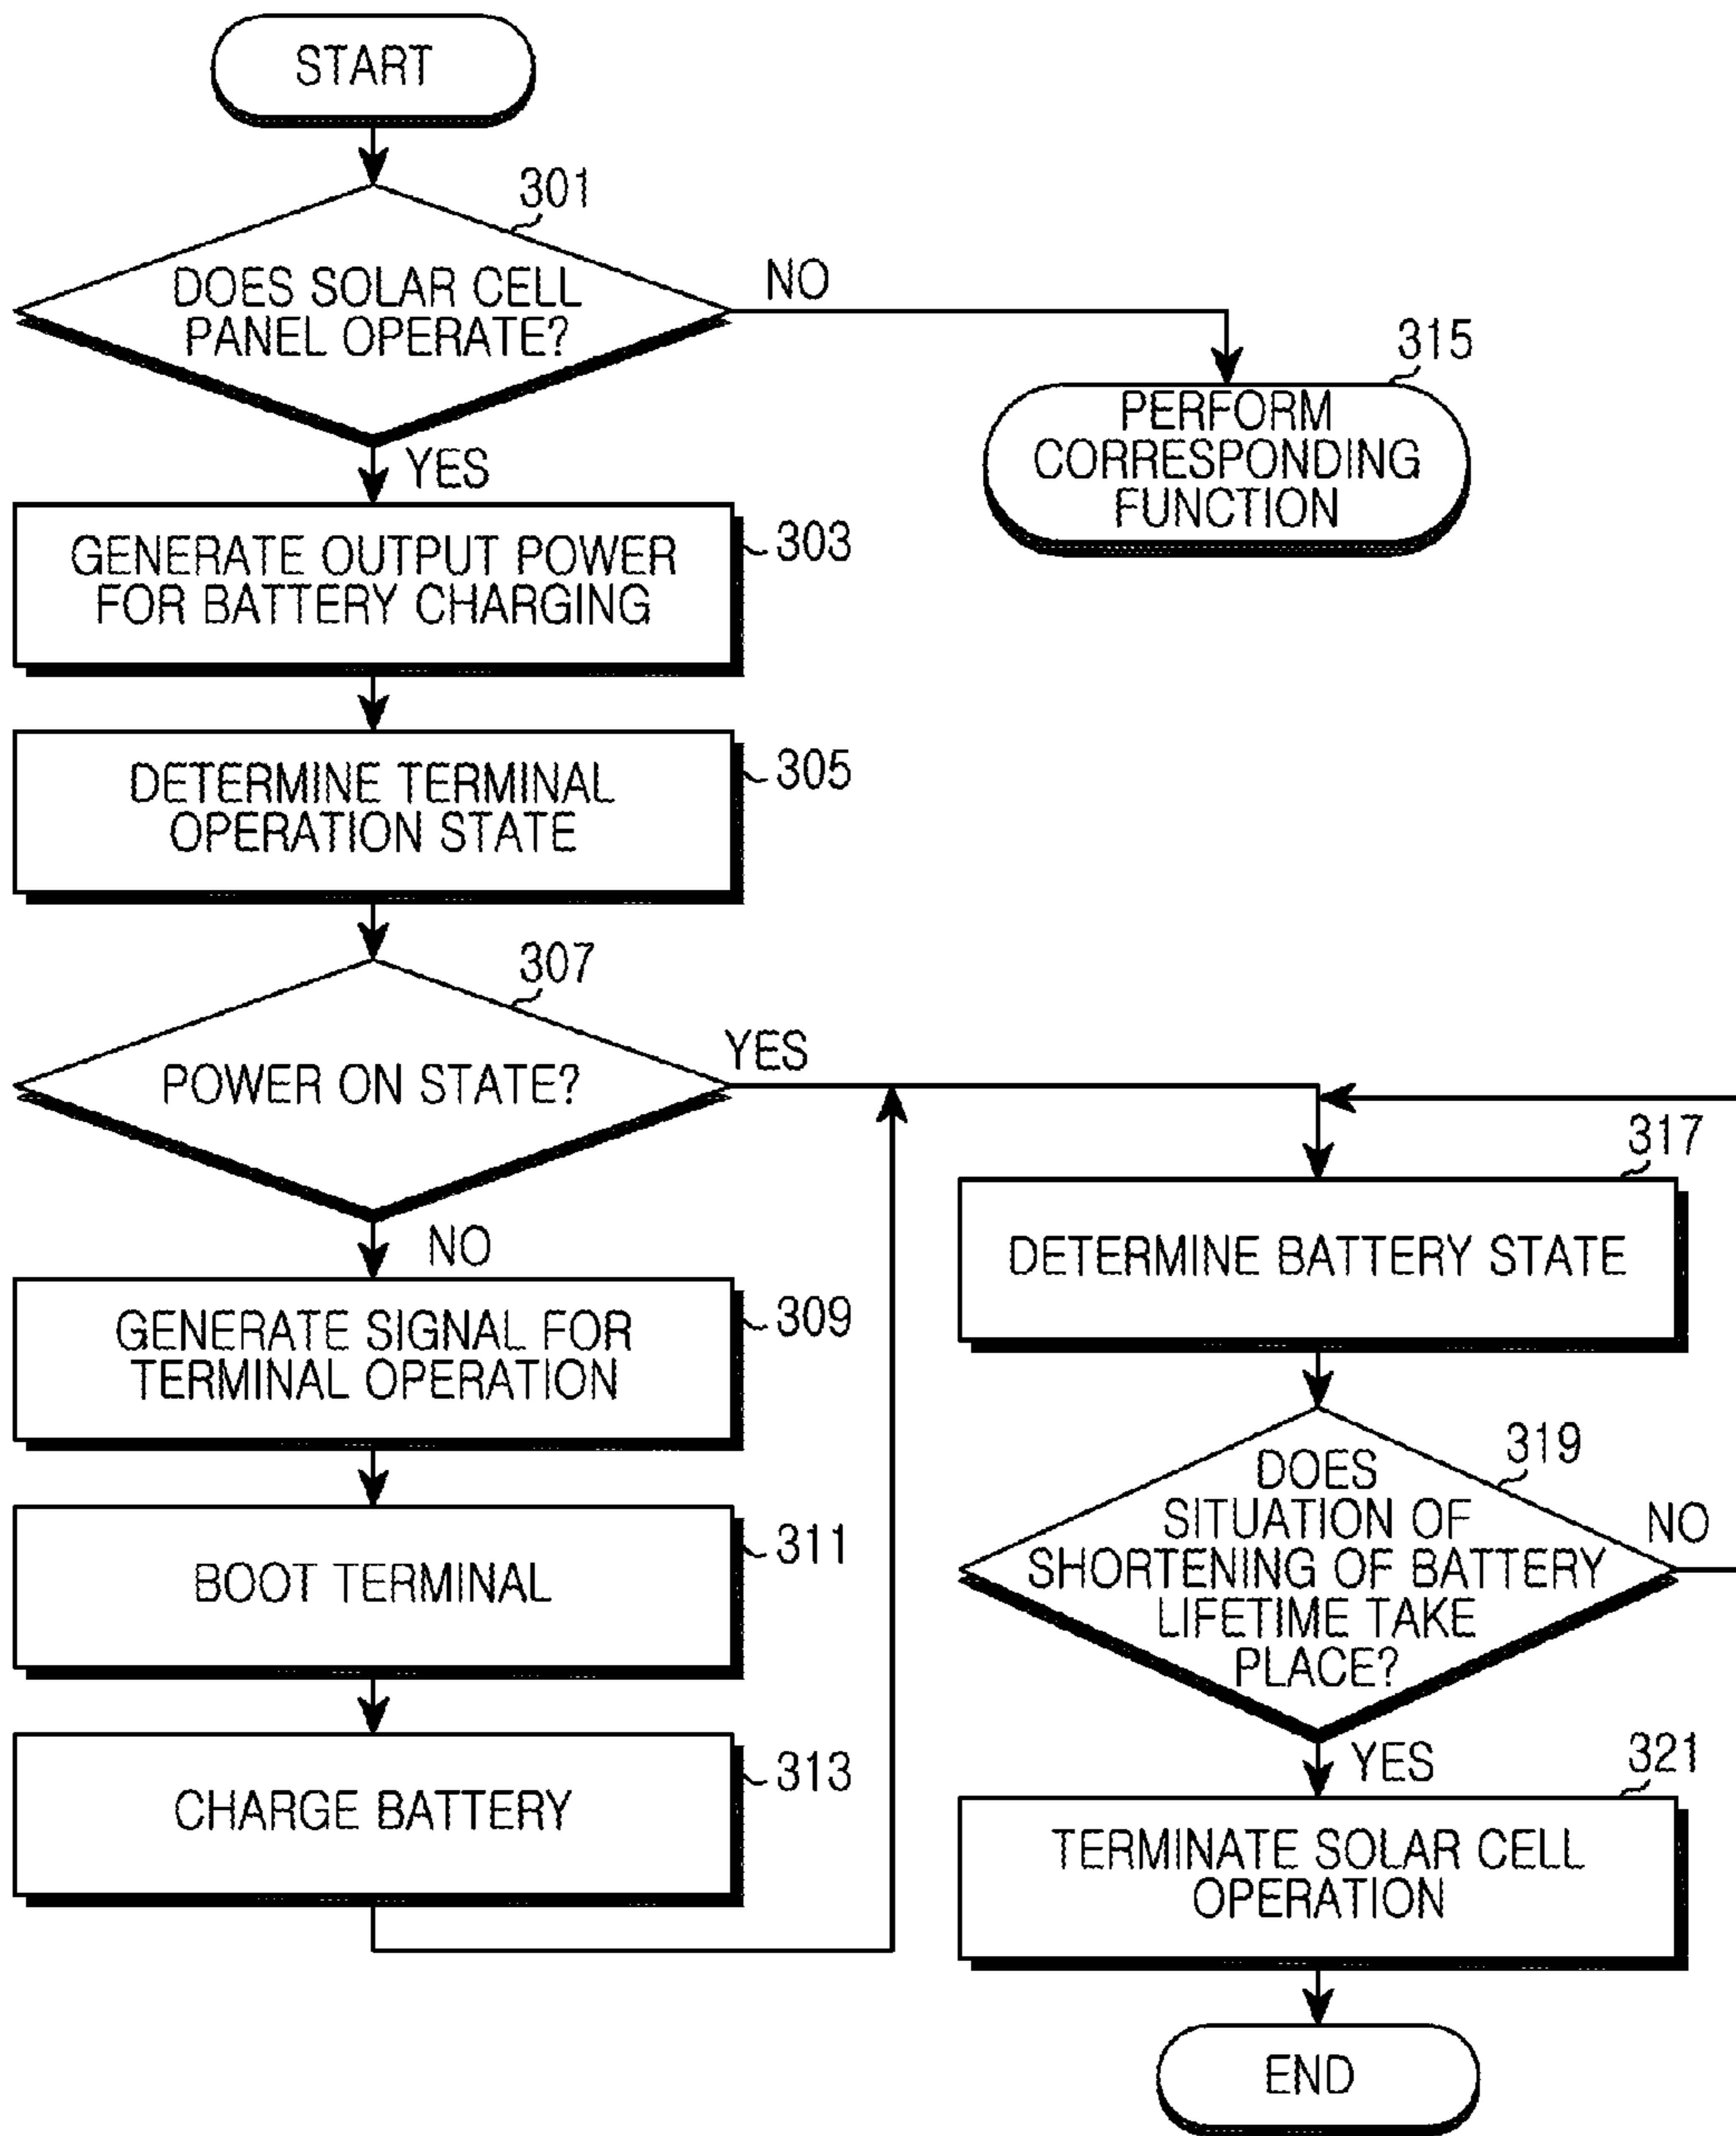 START
301
DOES SOLAR CELL
PANEL OPERATE?
NO
315
PERFORM
CORRESPONDING
FUNCTION
YES
303
GENERATE OUTPUT POWER
FOR BATTERY CHARGING
305
DETERMINE TERMINAL
OPERATION STATE
307
POWER ON STATE?
YES
NO
309
GENERATE SIGNAL FOR
TERMINAL OPERATION
311
BOOT TERMINAL
313
CHARGE BATTERY
317
DETERMINE BATTERY STATE
319
DOES
SITUATION OF
SHORTENING OF BATTERY
LIFETIME TAKE
PLACE?
NO
YES
321
TERMINATE SOLAR CELL
OPERATION
END